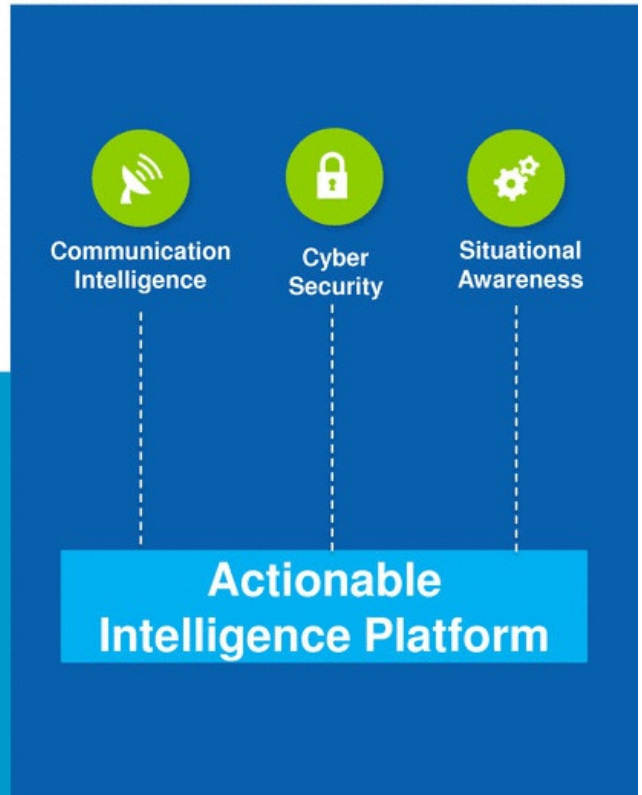 Communication
Intelligence
Cyber
Security
Situational
Awareness
Actionable
Intelligence Platform